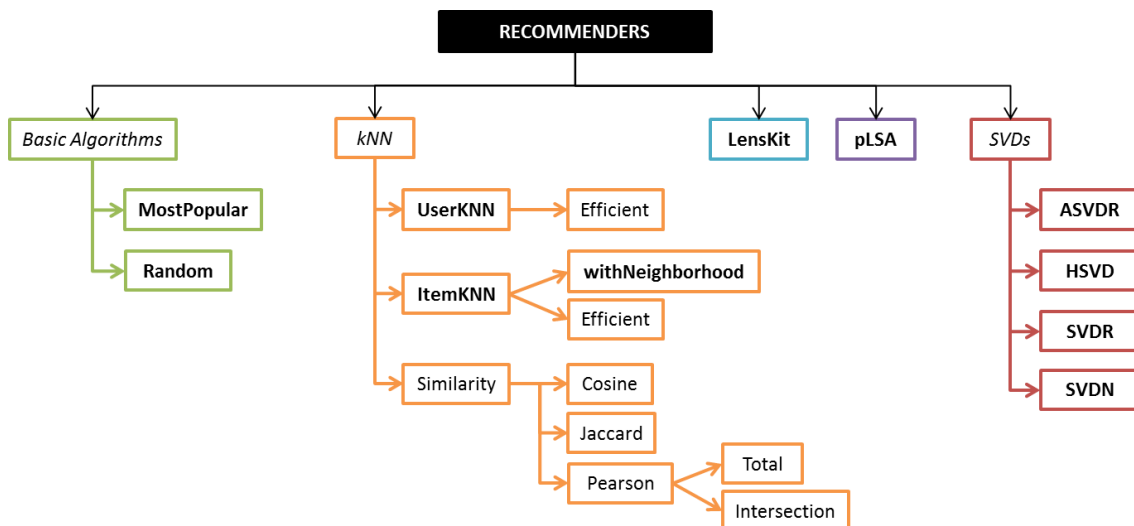 RECOMMENDERS
Basic Algorithms
kNN
LensKit
pLSA
SVDs
MostPopular
UserKNN
Efficient
ASVDR
Random
ItemKNN
withNeighborhood
HSVD
Efficient
SVDR
Similarity
Cosine
SVDN
Jaccard
Pearson
Total
Intersection